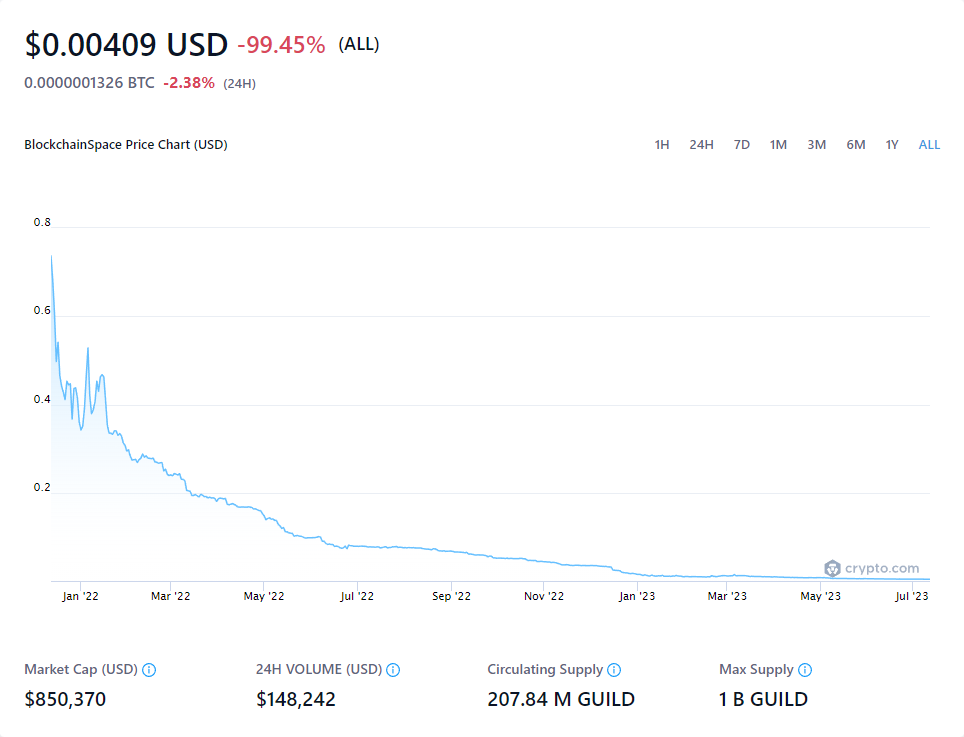 $0.00409 USD -99.45% (ALL)
0.0000001326 BTC -2.38% (24H)
BlockchainSpace Price Chart (USD) 1H 24H 7D 1M 3M 6M 1Y ALL
0.8
0.6
0.4
0.2
crypto.com
Jan '22 Mar '22 May '22 Jul '22 Sep '22 Nov '22 Jan '23 Mar '23 May '23 Jul '23
Market Cap (USD) 24H VOLUME (USD) Circulating Supply Max Supply
$850,370 $148,242 207.84 M GUILD 1 B GUILD